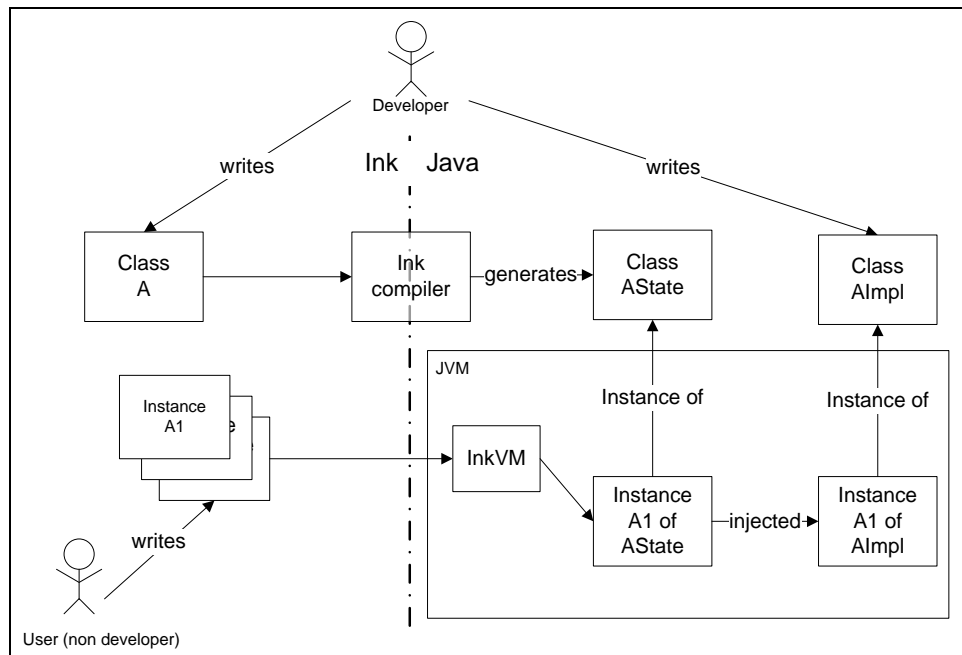 Developer
Ink Java
writes
writes
Class
A
Ink
compiler
generates
Class
AState
Class
AImpl
JVM
Instance
A1
e
Instance of
Instance of
InkVM
Instance
A1 of
AState
injected
Instance
A1 of
AImpl
writes
User (non developer)